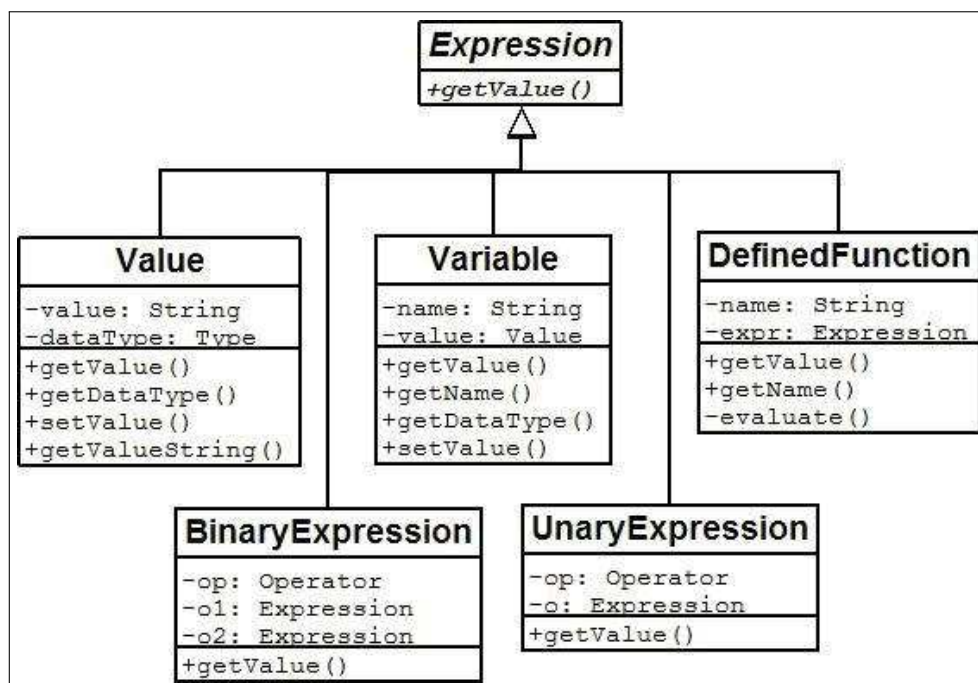 Expression
+getValue()
Value
-value: String
-dataType: Type
+getValue()
+getDataType()
+setValue()
+getValueString()
Variable
-name: String
-value: Value
+getValue()
+getName()
+getDataType()
+setValue()
DefinedFunction
-name: String
-expr: Expression
+getValue()
+getName()
-evaluate()
BinaryExpression
-op: Operator
-o1: Expression
-o2: Expression
+getValue()
UnaryExpression
-op: Operator
-o: Expression
+getValue()